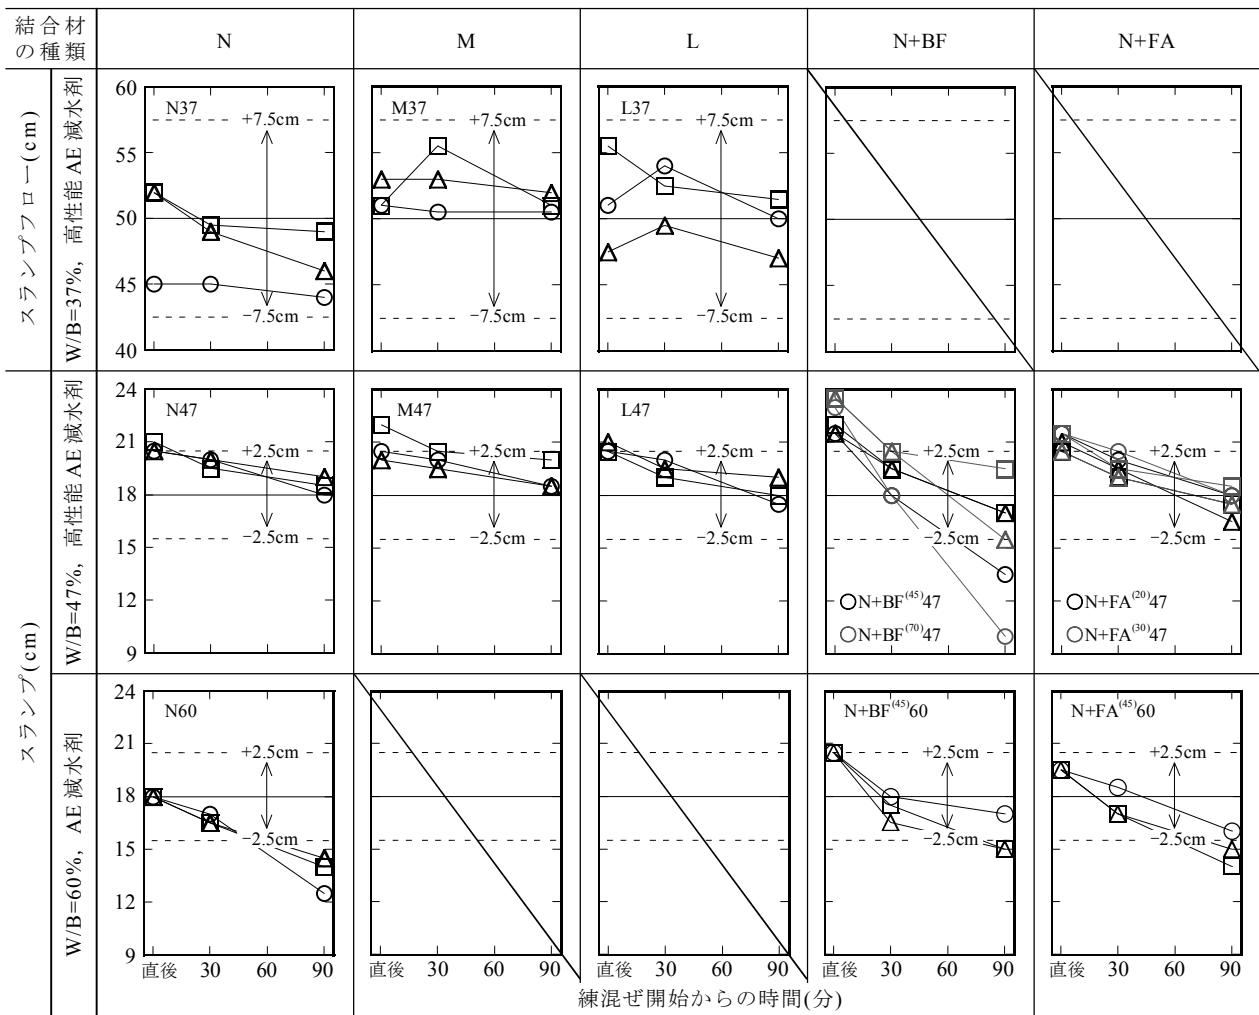 結合材の種類
N
M
L
N+BF
N+FA
スランプフロー(cm)
W/B=37%, 高性能 AE 減水剤
60
55
50
45
40
N37
+7.5cm
−7.5cm
M37
+7.5cm
−7.5cm
L37
+7.5cm
−7.5cm
スランプ(cm)
W/B=47%, 高性能 AE 減水剤
24
21
18
15
12
9
N47
+2.5cm
−2.5cm
M47
+2.5cm
−2.5cm
L47
+2.5cm
−2.5cm
+2.5cm
−2.5cm
N+BF(45)47
N+BF(70)47
+2.5cm
−2.5cm
N+FA(20)47
N+FA(30)47
W/B=60%, AE 減水剤
24
21
18
15
12
9
N60
+2.5cm
−2.5cm
N+BF(45)60
+2.5cm
−2.5cm
N+FA(45)60
+2.5cm
−2.5cm
直後 30 60 90
直後 30 60 90
直後 30 60 90
直後 30 60 90
直後 30 60 90
練混ぜ開始からの時間(分)